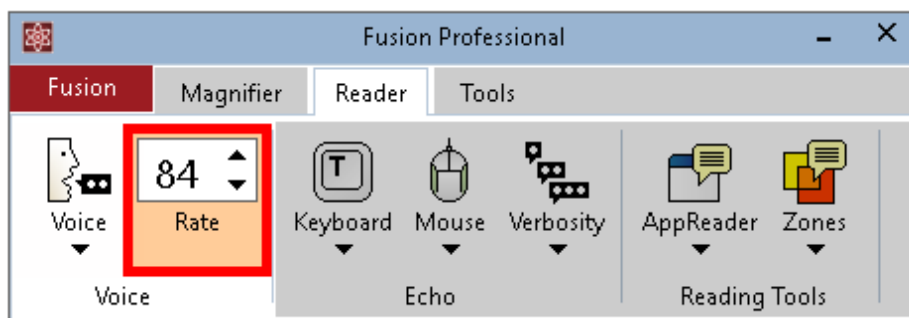 Fusion Professional
Fusion Magnifier Reader Tools
84
T
Voice Rate Keyboard Mouse Verbosity AppReader Zones
Voice Echo Reading Tools